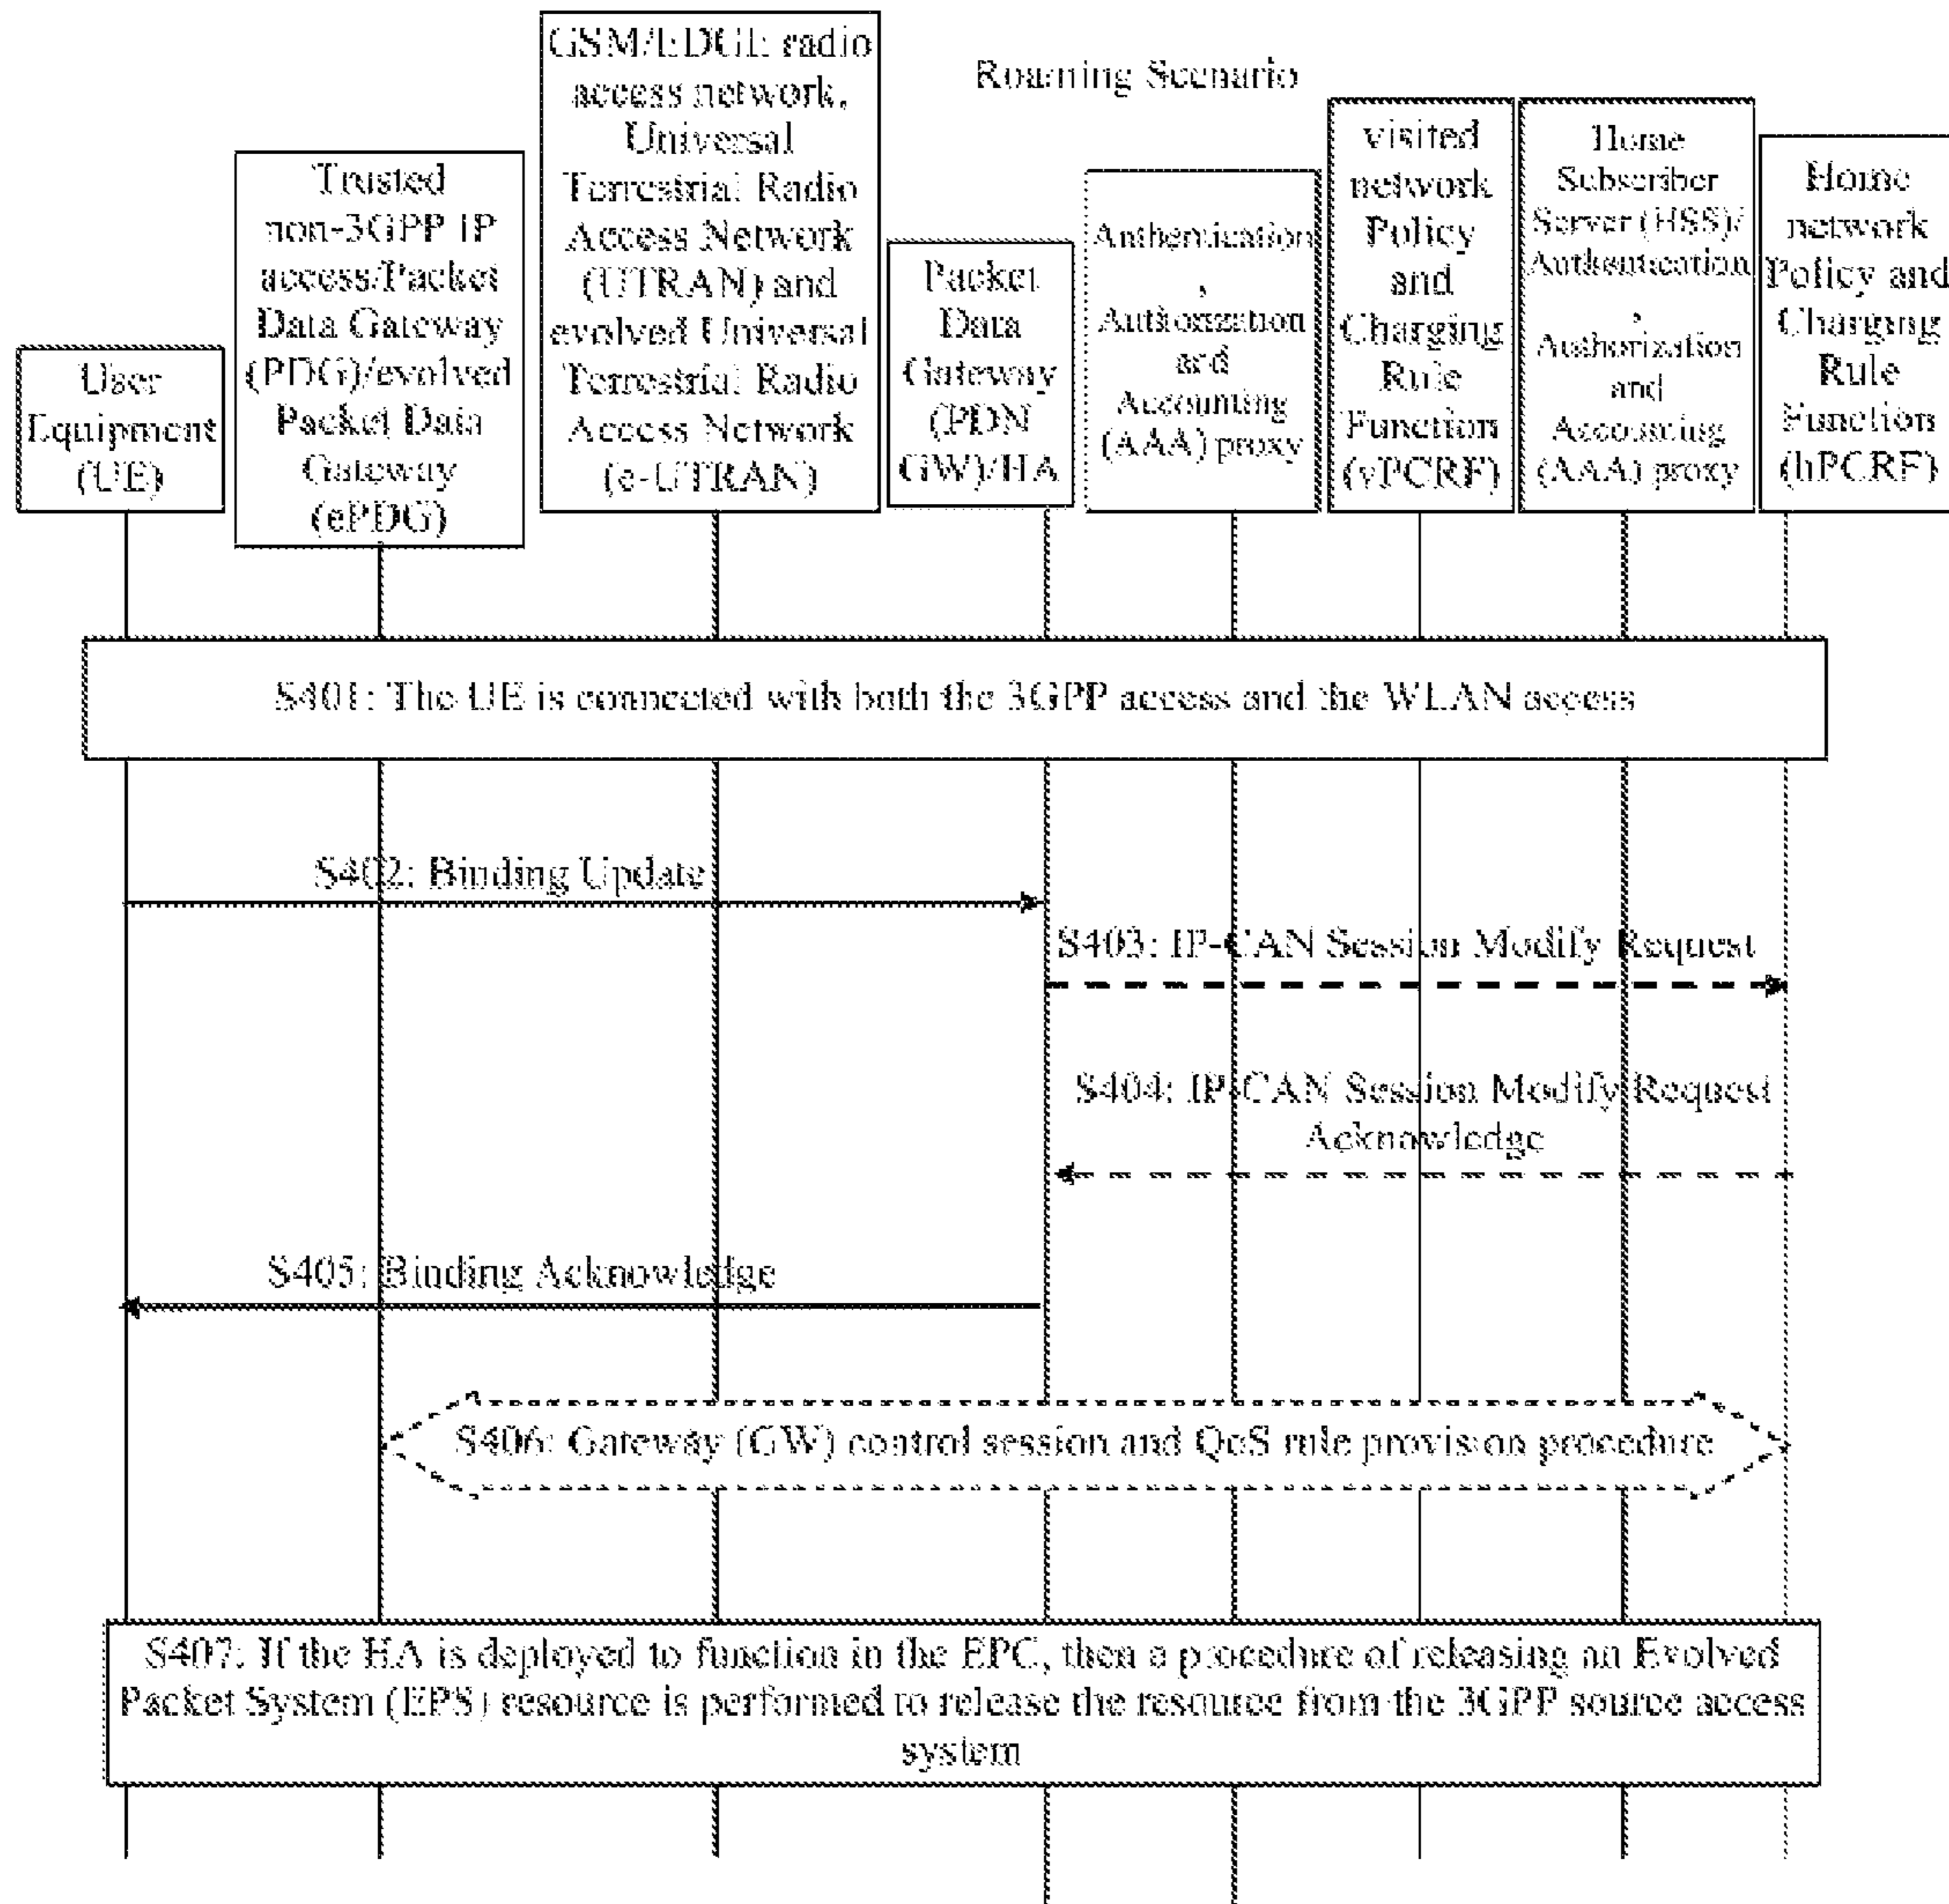 Roaming Scenario
User
Equipment
(UE)
Trusted
non-3GPP IP
access/Packet
Data Gateway
(PDG)/evolved
Packet Data
Gateway
(ePDG)
GSM/EDGE radio
access network,
Universal
Terrestrial Radio
Access Network
(UTRAN) and
evolved Universal
Terrestrial Radio
Access Network
(e-UTRAN)
Packet
Data
Gateway
(PDN
GW)/HA
Authentication
,
Authorization
and
Accounting
(AAA) proxy
visited
network
Policy
and
Charging
Rule
Function
(vPCRF)
Home
Subscriber
Server (HSS)/
Authentication
,
Authorization
and
Accounting
(AAA) proxy
Home
network
Policy and
Charging
Rule
Function
(hPCRF)
S401: The UE is connected with both the 3GPP access and the WLAN access
S402: Binding Update
S403: IP-CAN Session Modify Request
S404: IP-CAN Session Modify Request
Acknowledge
S405: Binding Acknowledge
S406: Gateway (GW) control session and QoS rule provision procedure
S407: If the HA is deployed to function in the EPC, then a procedure of releasing an Evolved
Packet System (EPS) resource is performed to release the resource from the 3GPP source access
system